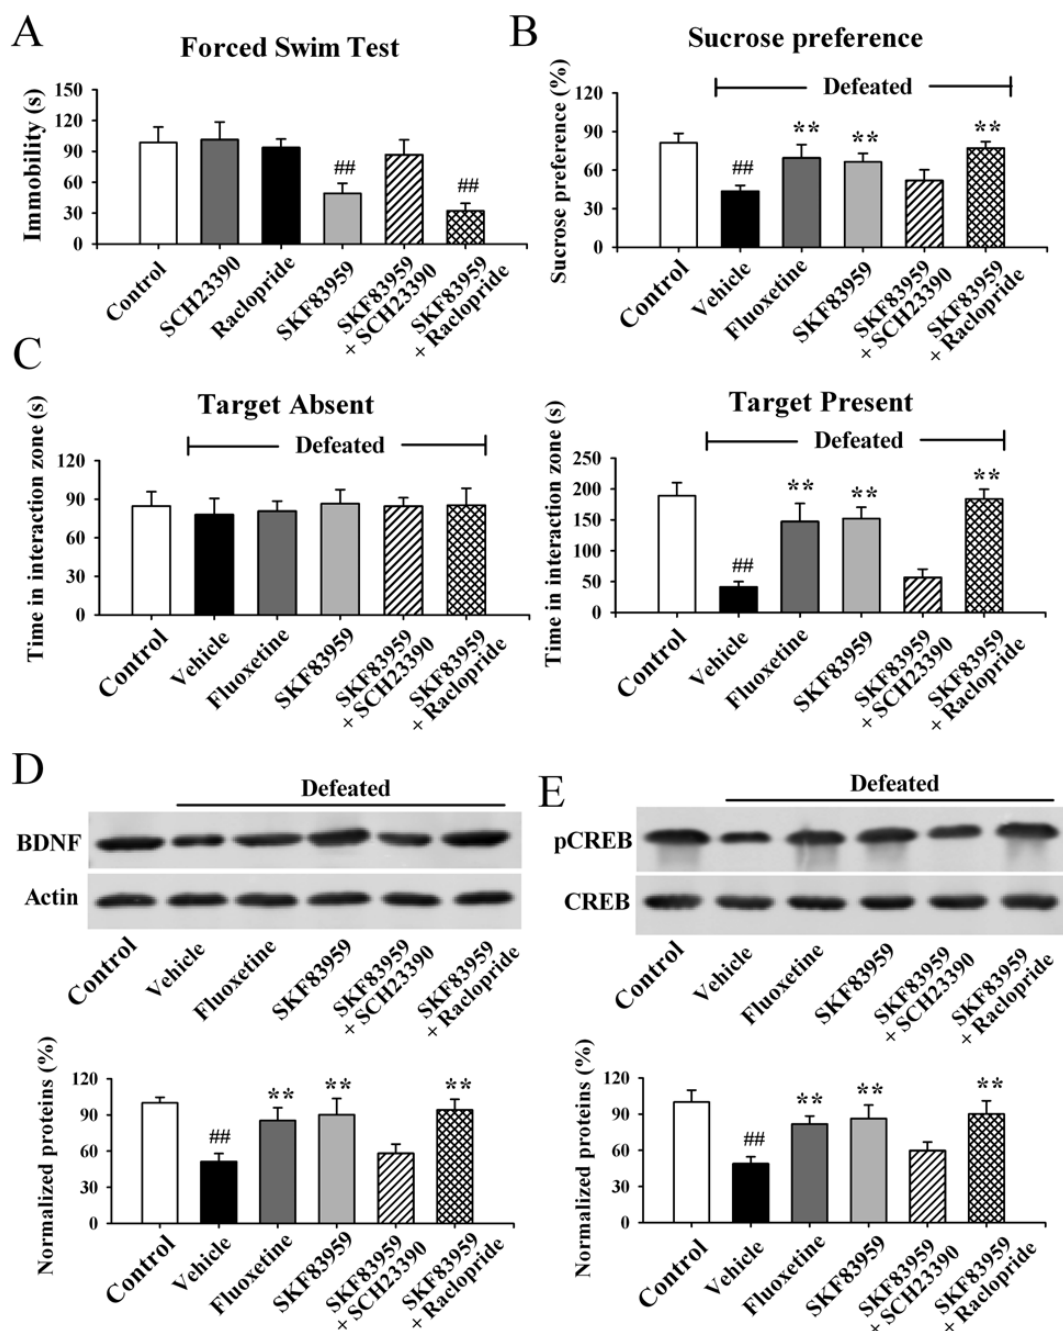 A
Forced Swim Test
Immobility (s)
150
120
90
60
30
0
##
##
Control
SCH23390
Raclopride
SKF83959
SKF83959
+ SCH23390
SKF83959
+ Raclopride
B
Sucrose preference
Defeated
Sucrose preference (%)
120
90
60
30
0
##
**
**
**
Control
Vehicle
Fluoxetine
SKF83959
SKF83959
+ SCH23390
SKF83959
+ Raclopride
C
Target Absent
Defeated
Time in interaction zone (s)
120
90
60
30
0
Control
Vehicle
Fluoxetine
SKF83959
SKF83959
+ SCH23390
SKF83959
+ Raclopride
Target Present
Defeated
Time in interaction zone (s)
250
200
150
100
50
0
##
**
**
**
Control
Vehicle
Fluoxetine
SKF83959
SKF83959
+ SCH23390
SKF83959
+ Raclopride
D
Defeated
BDNF
Actin
Control
Vehicle
Fluoxetine
SKF83959
SKF83959
+ SCH23390
SKF83959
+ Raclopride
Normalized proteins (%)
120
90
60
30
0
##
**
**
**
Control
Vehicle
Fluoxetine
SKF83959
SKF83959
+ SCH23390
SKF83959
+ Raclopride
E
Defeated
pCREB
CREB
Control
Vehicle
Fluoxetine
SKF83959
SKF83959
+ SCH23390
SKF83959
+ Raclopride
Normalized proteins (%)
120
90
60
30
0
##
**
**
**
Control
Vehicle
Fluoxetine
SKF83959
SKF83959
+ SCH23390
SKF83959
+ Raclopride